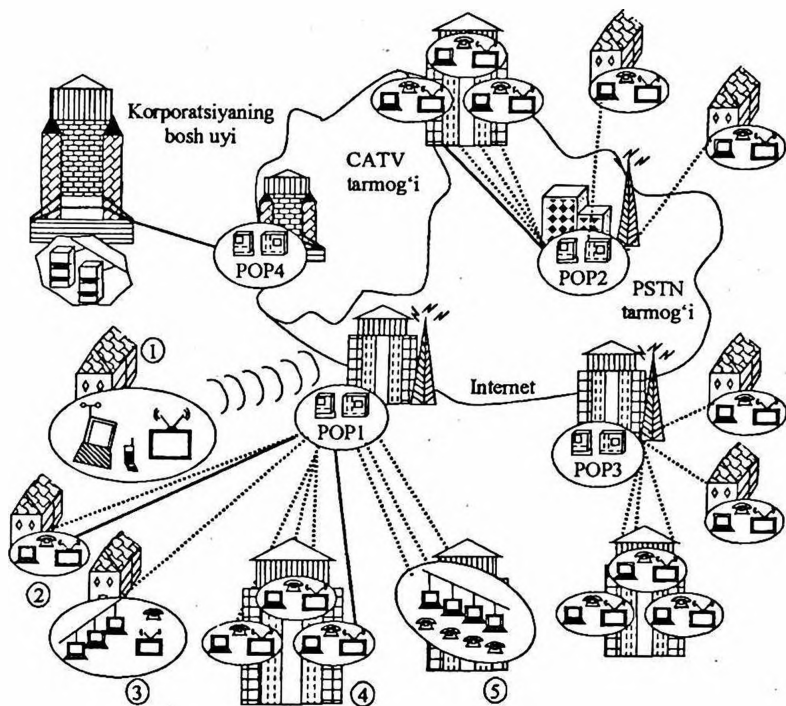 Korporatsiyaning
bosh uyi
CATV
tarmog‘i
POP4
POP2
PSTN
tarmog‘i
1
Internet
POP1
POP3
2
3
4
5